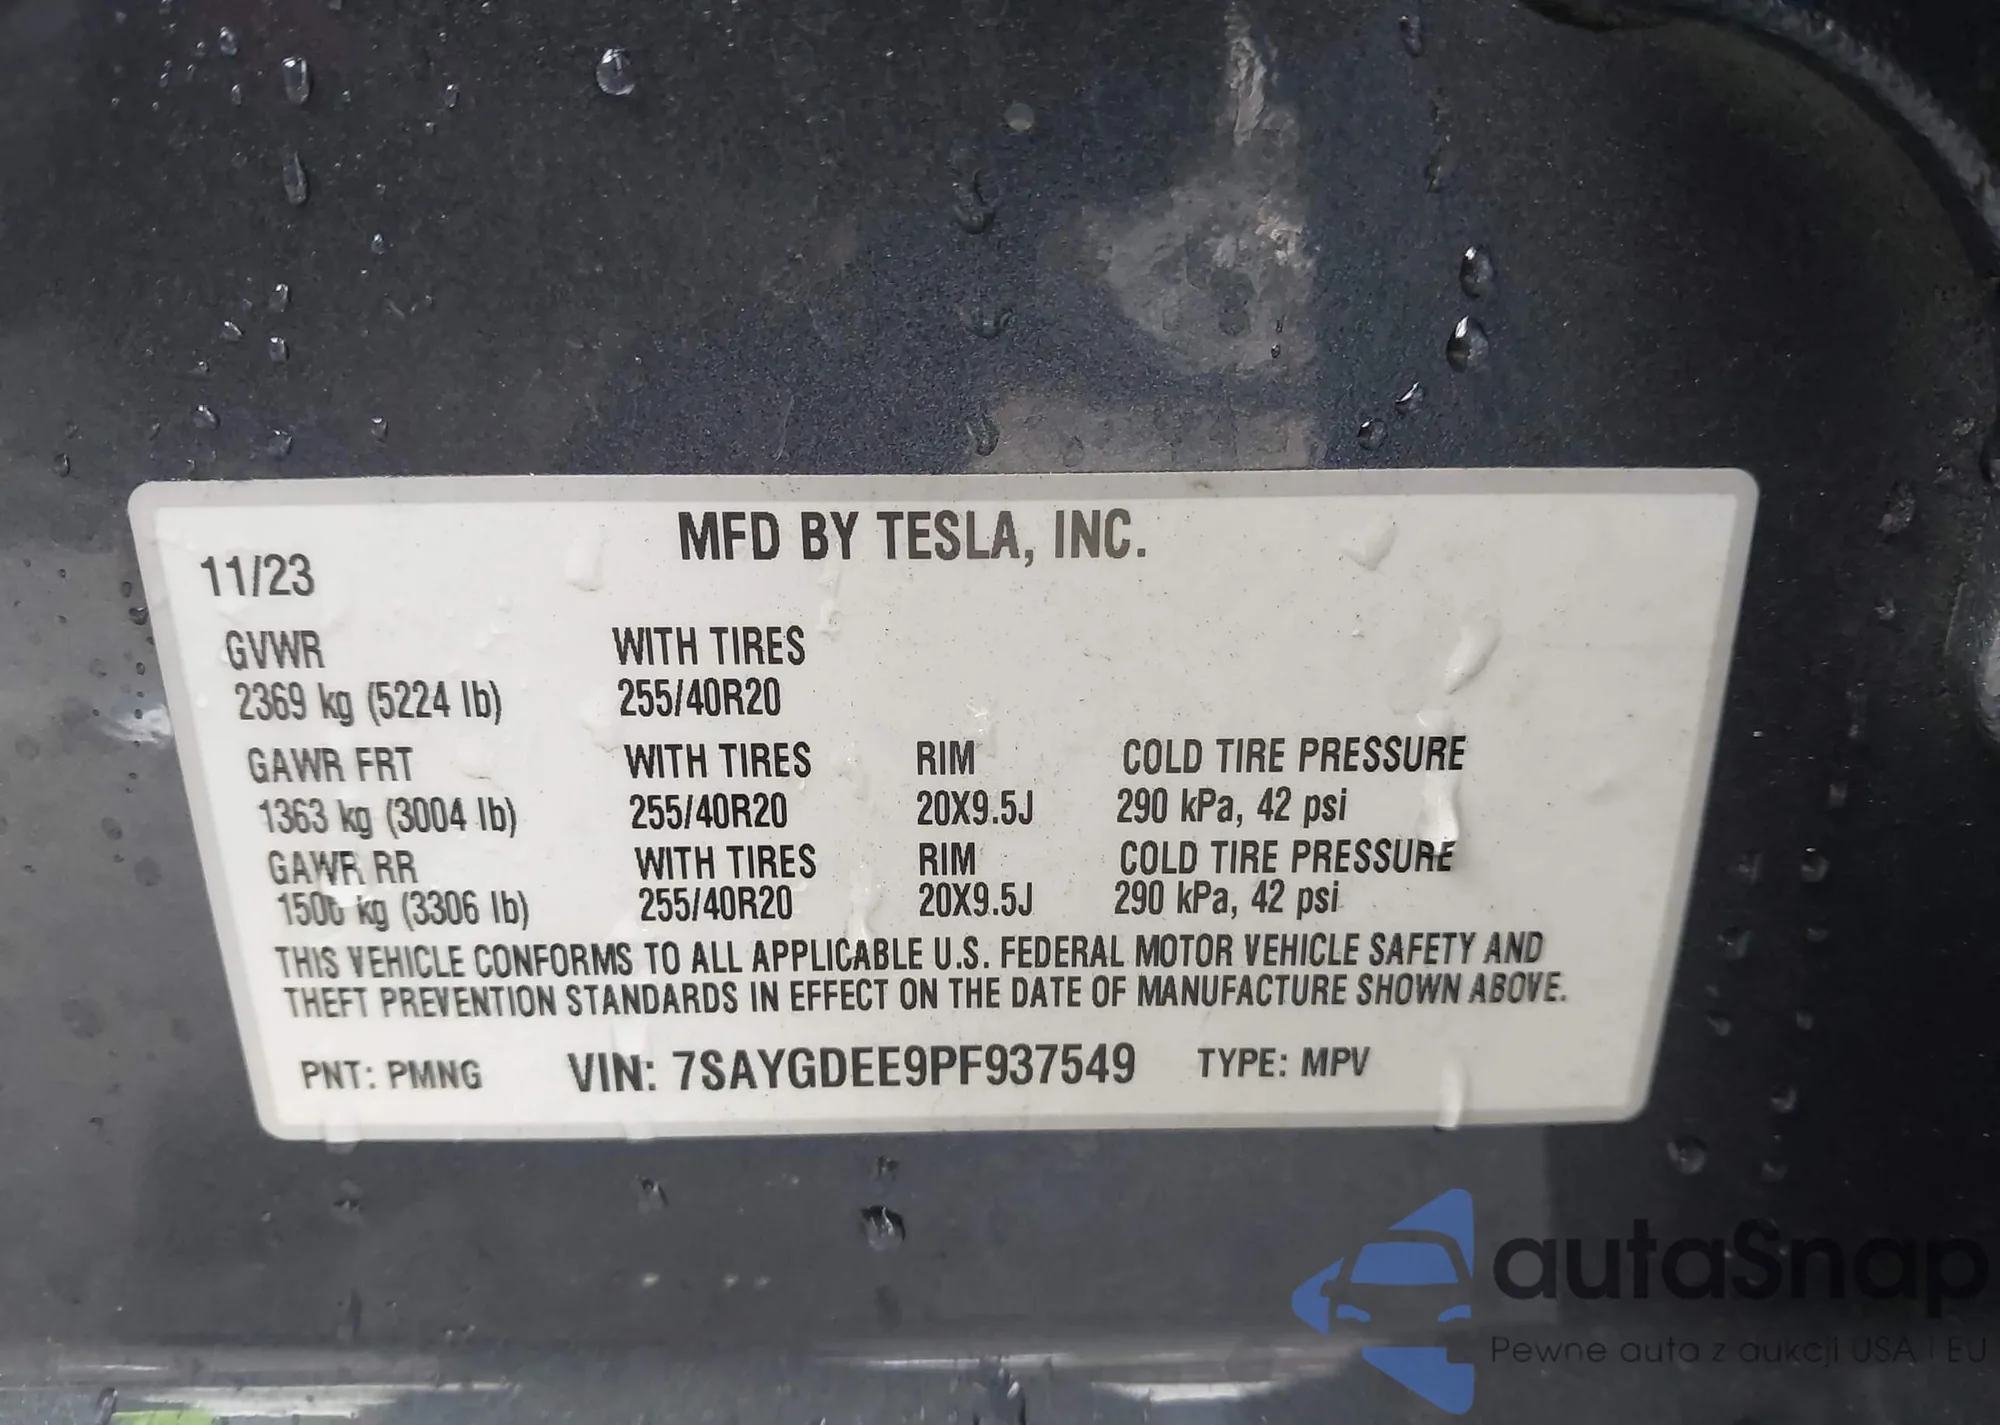 MFD BY TESLA, INC.
11/23
GVWR WITH TIRES
2369 kg (5224 lb) 255/40R20
GAWR FRT WITH TIRES RIM COLD TIRE PRESSURE
1363 kg (3004 lb) 255/40R20 20X9.5J 290 kPa, 42 psi
GAWR RR WITH TIRES RIM COLD TIRE PRESSURE
1500 kg (3306 lb) 255/40R20 20X9.5J 290 kPa, 42 psi
THIS VEHICLE CONFORMS TO ALL APPLICABLE U.S. FEDERAL MOTOR VEHICLE SAFETY AND
THEFT PREVENTION STANDARDS IN EFFECT ON THE DATE OF MANUFACTURE SHOWN ABOVE.
PNT: PMNG VIN: 7SAYGDEE9PF937549 TYPE: MPV
autaSnap
Pewne auta z aukcji USA i EU